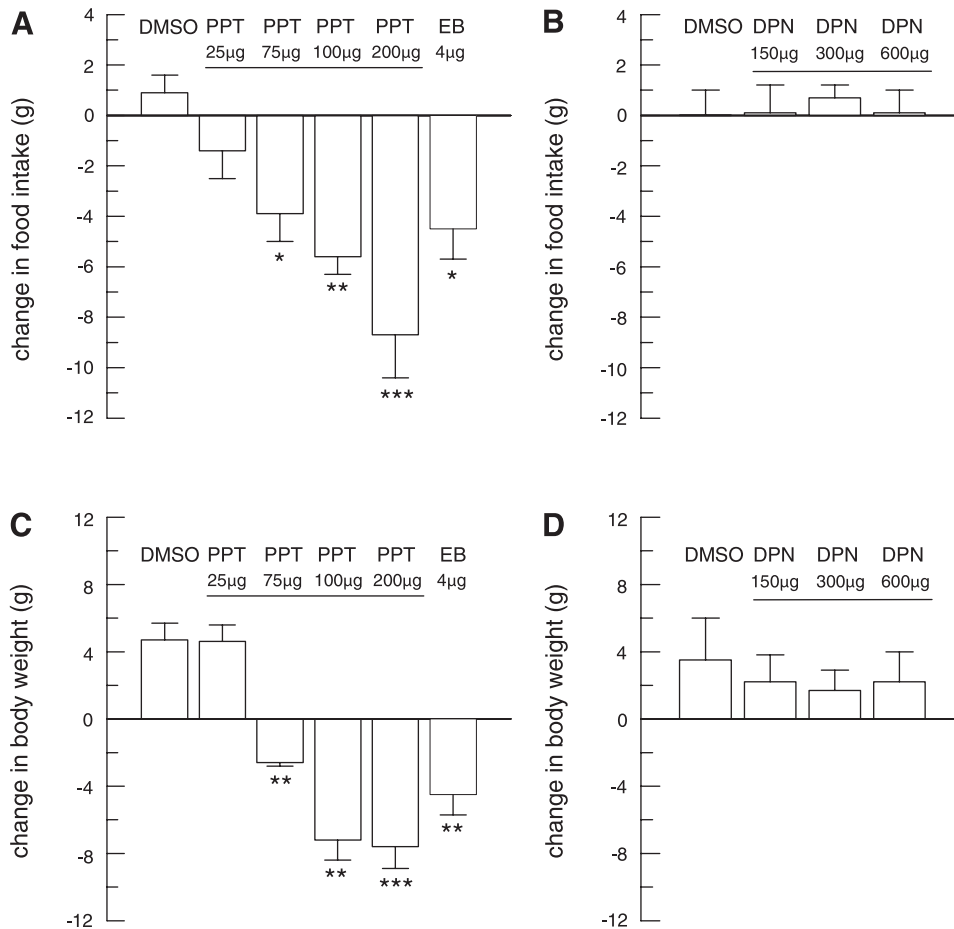 A
change in food intake (g)
4
2
0
-2
-4
-6
-8
-10
-12
DMSO PPT PPT PPT PPT EB
25µg 75µg 100µg 200µg 4µg
*
**
***
*
B
change in food intake (g)
4
2
0
-2
-4
-6
-8
-10
-12
DMSO DPN DPN DPN
150µg 300µg 600µg
C
change in body weight (g)
12
8
4
0
-4
-8
-12
DMSO PPT PPT PPT PPT EB
25µg 75µg 100µg 200µg 4µg
**
**
***
**
D
change in body weight (g)
12
8
4
0
-4
-8
-12
DMSO DPN DPN DPN
150µg 300µg 600µg